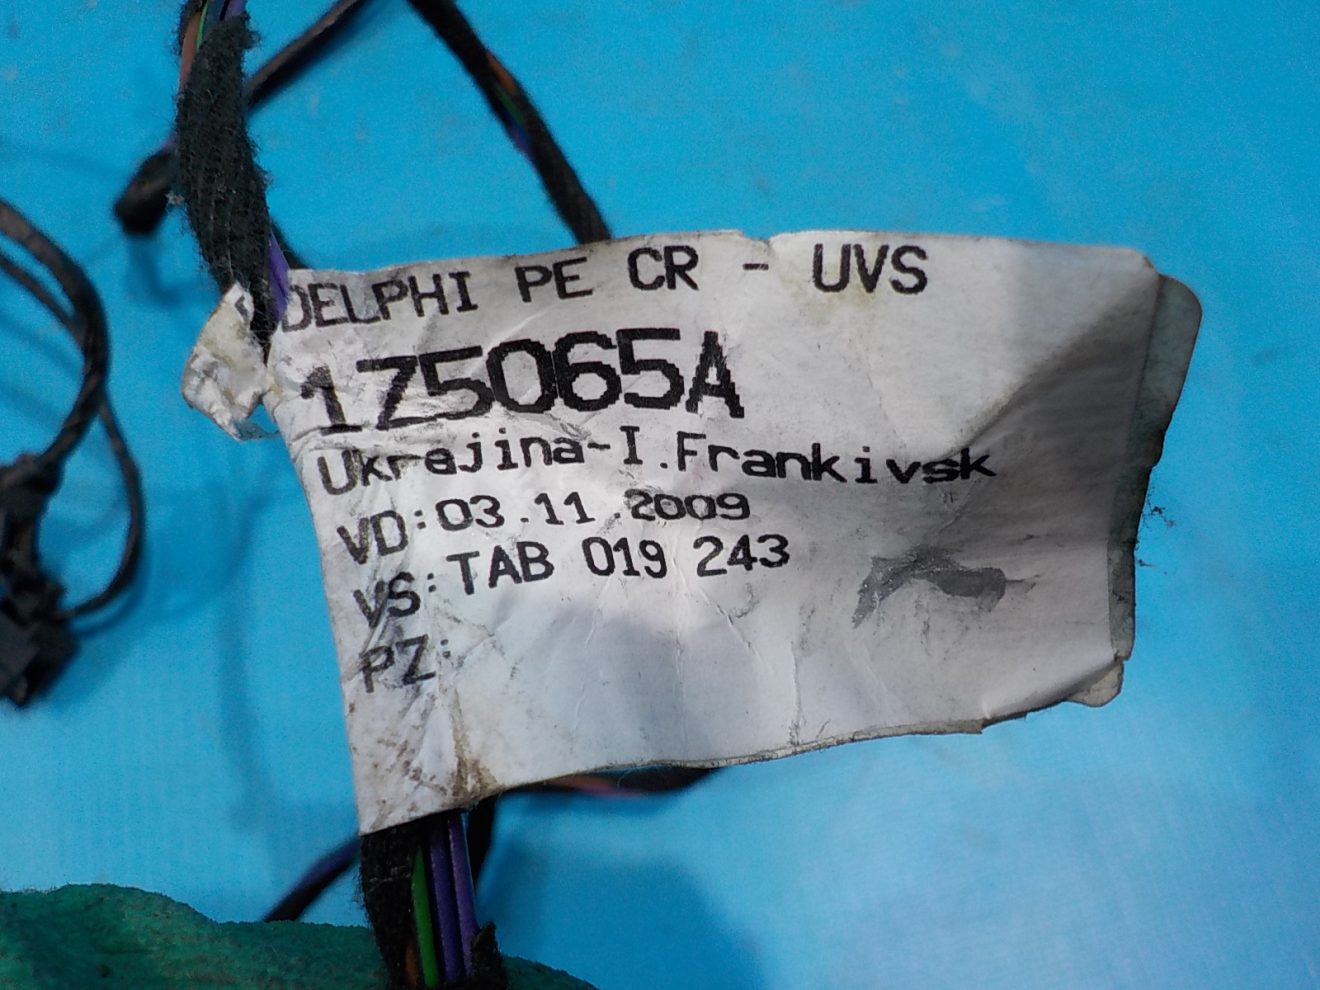 DELPHI PE CR - UVS
1Z5065A
Ukrajina-I.Frankivsk
VD:03.11.2009
VS:TAB 019 243
PZ: